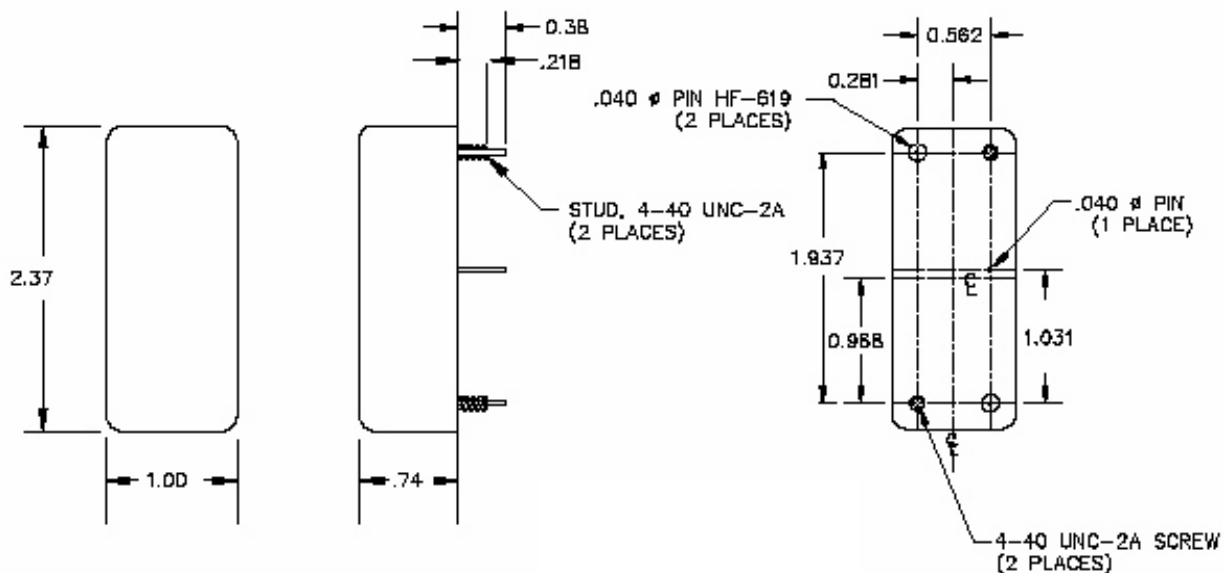 0.38
.218
0.562
0.281
.040 ⌀ PIN HF-619
(2 PLACES)
STUD, 4-40 UNC-2A
(2 PLACES)
.040 ⌀ PIN
(1 PLACE)
2.37
1.937
0.968
1.031
℄
℄
1.00
.74
4-40 UNC-2A SCREW
(2 PLACES)